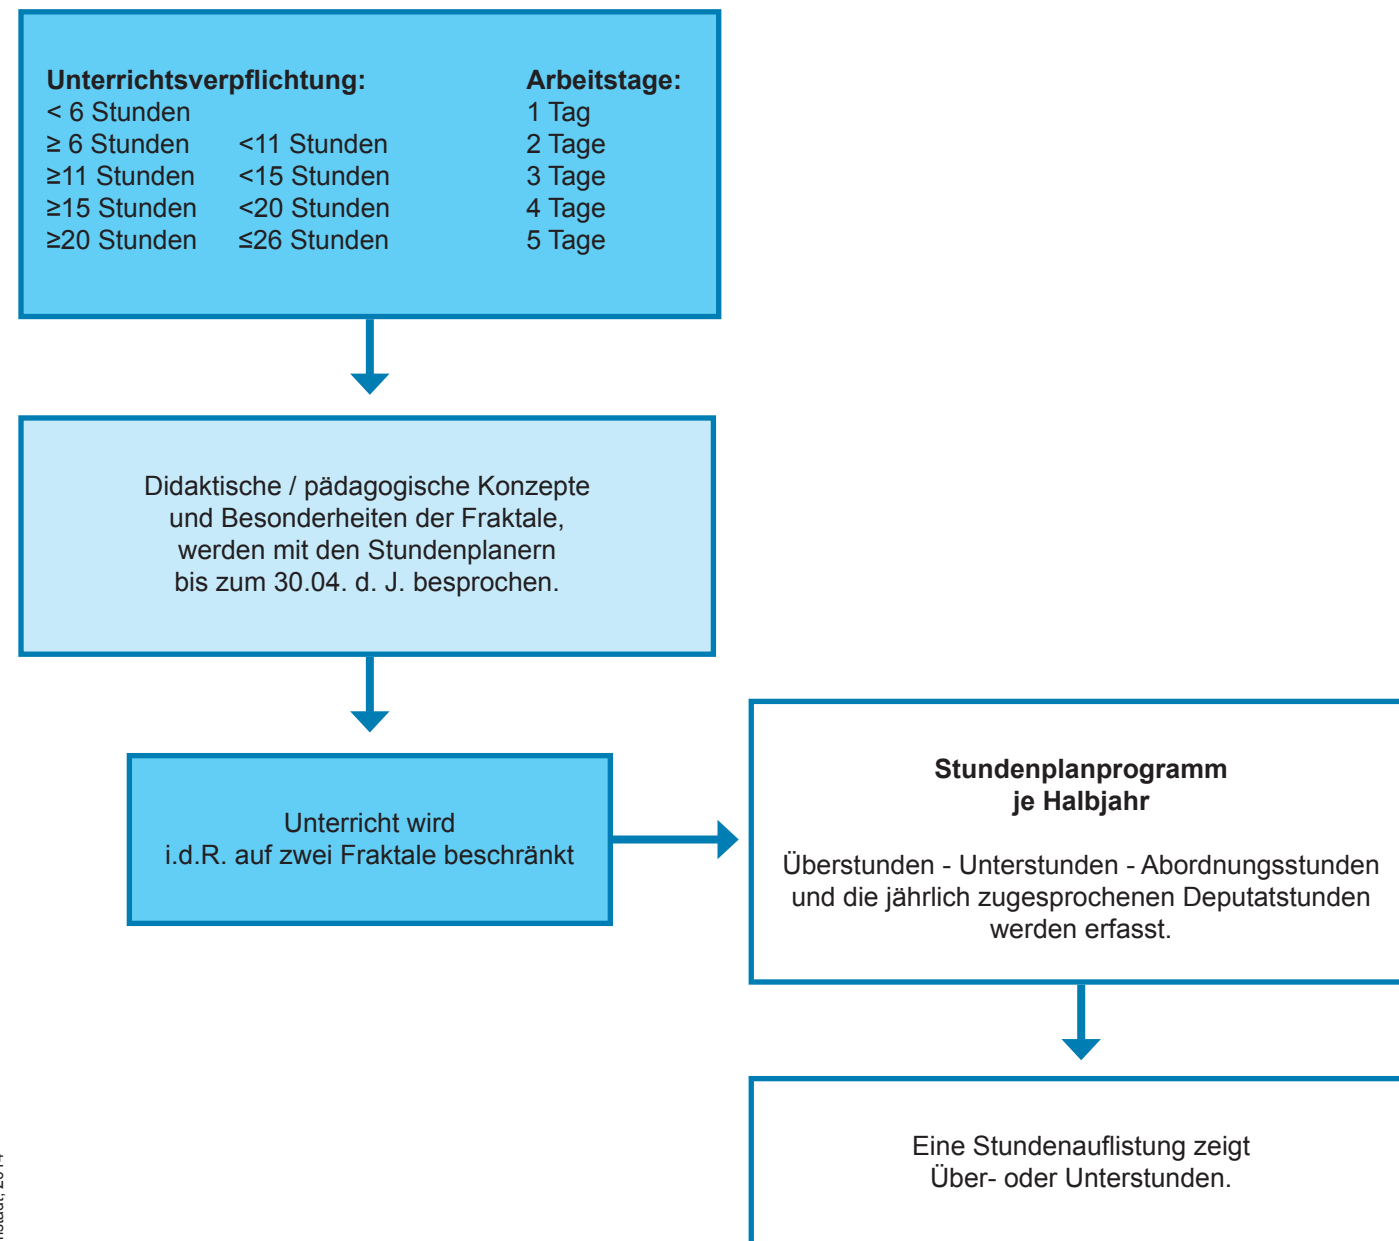 Unterrichtsverpflichtung: Arbeitstage:
< 6 Stunden 1 Tag
≥ 6 Stunden <11 Stunden 2 Tage
≥11 Stunden <15 Stunden 3 Tage
≥15 Stunden <20 Stunden 4 Tage
≥20 Stunden ≤26 Stunden 5 Tage
Didaktische / pädagogische Konzepte
und Besonderheiten der Fraktale,
werden mit den Stundenplanern
bis zum 30.04. d. J. besprochen.
Unterricht wird
i.d.R. auf zwei Fraktale beschränkt
Stundenplanprogramm
je Halbjahr
Überstunden - Unterstunden - Abordnungsstunden
und die jährlich zugesprochenen Deputatstunden
werden erfasst.
Eine Stundenauflistung zeigt
Über- oder Unterstunden.